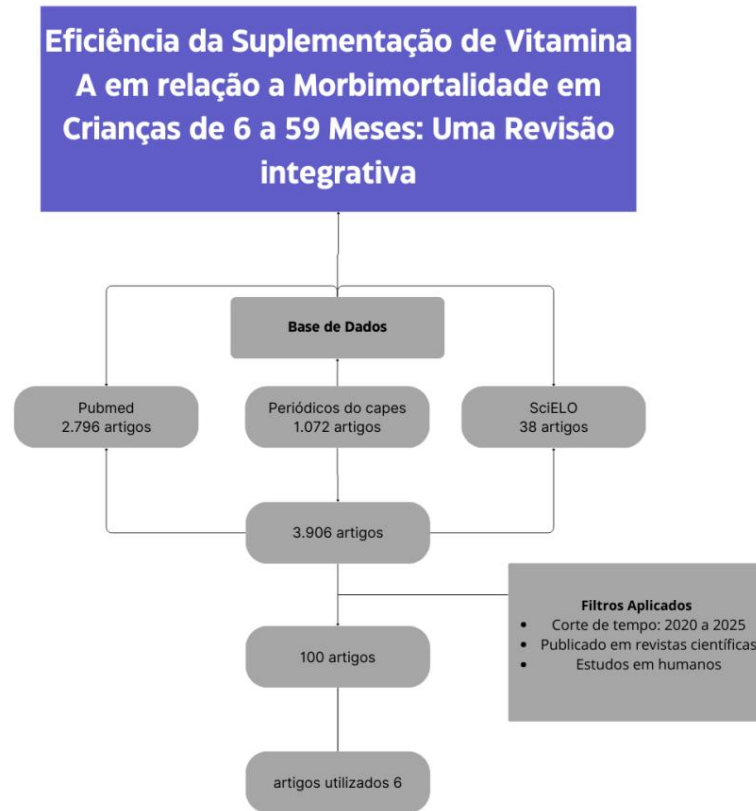 Eficiência da Suplementação de Vitamina
A em relação a Morbimortalidade em
Crianças de 6 a 59 Meses: Uma Revisão
integrativa
Base de Dados
Pubmed
2.796 artigos
Periódicos do capes
1.072 artigos
SciELO
38 artigos
3.906 artigos
Filtros Aplicados
• Corte de tempo: 2020 a 2025
• Publicado em revistas científicas
• Estudos em humanos
100 artigos
artigos utilizados 6